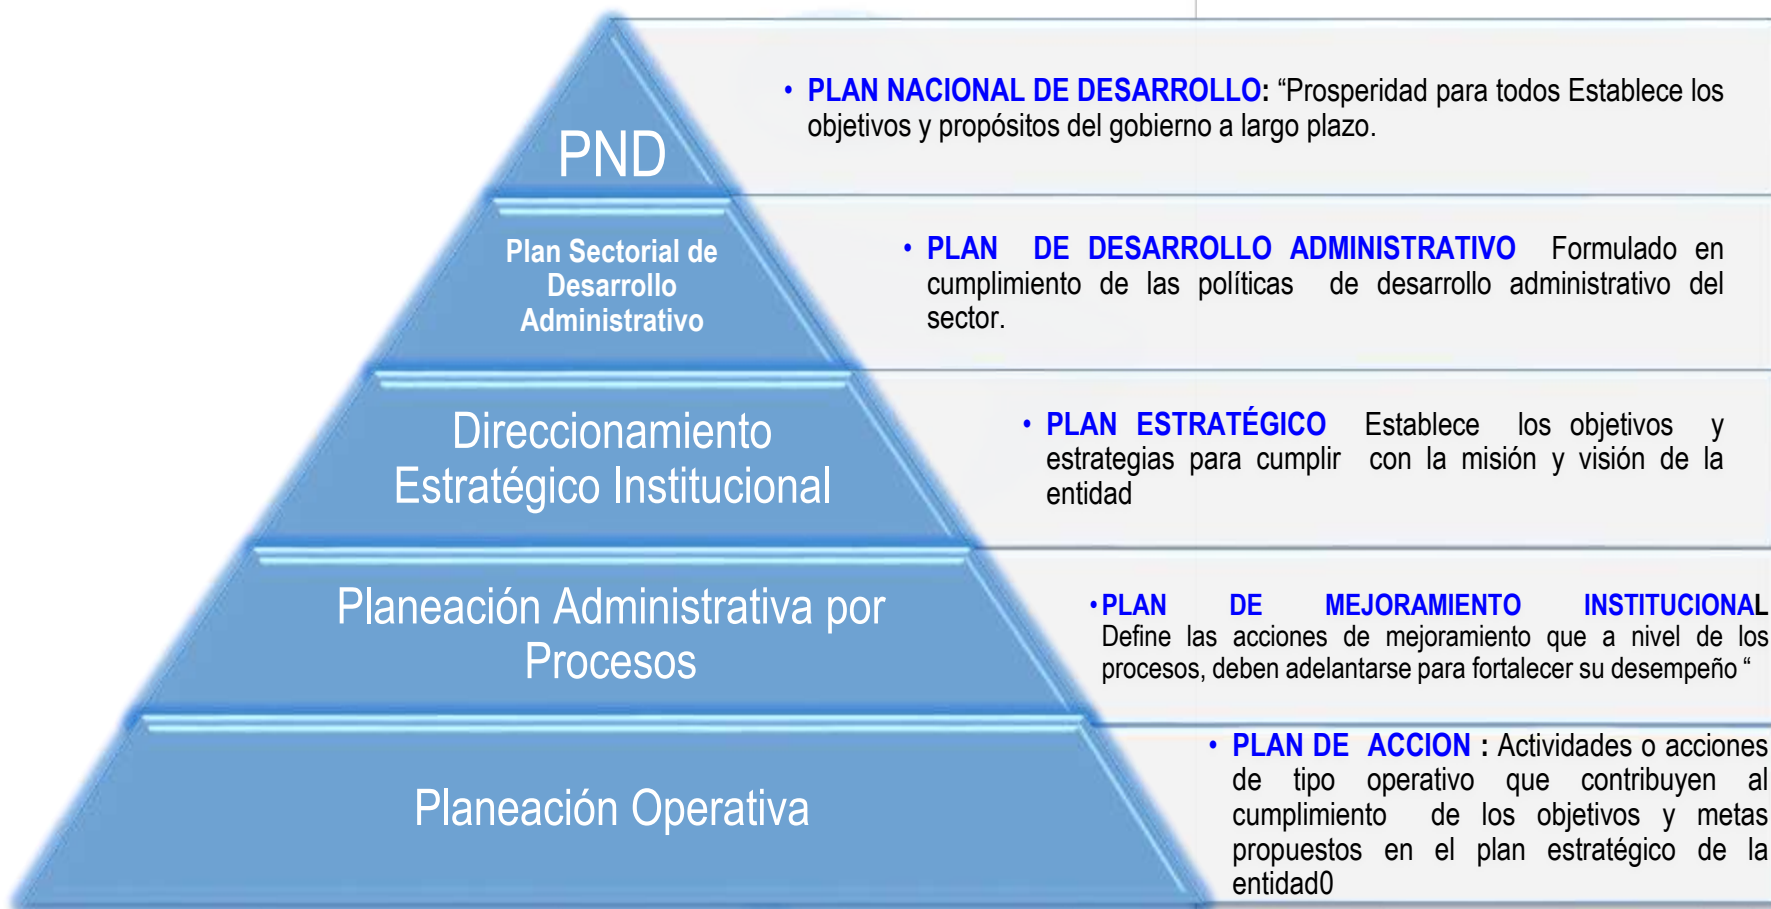 PND
• PLAN NACIONAL DE DESARROLLO: “Prosperidad para todos Establece los
objetivos y propósitos del gobierno a largo plazo.
Plan Sectorial de
Desarrollo
Administrativo
• PLAN DE DESARROLLO ADMINISTRATIVO Formulado en
cumplimiento de las políticas de desarrollo administrativo del
sector.
Direccionamiento
Estratégico Institucional
• PLAN ESTRATÉGICO Establece los objetivos y
estrategias para cumplir con la misión y visión de la
entidad
Planeación Administrativa por
Procesos
• PLAN DE MEJORAMIENTO INSTITUCIONAL
Define las acciones de mejoramiento que a nivel de los
procesos, deben adelantarse para fortalecer su desempeño “
Planeación Operativa
• PLAN DE ACCION : Actividades o acciones
de tipo operativo que contribuyen al
cumplimiento de los objetivos y metas
propuestos en el plan estratégico de la
entidad0